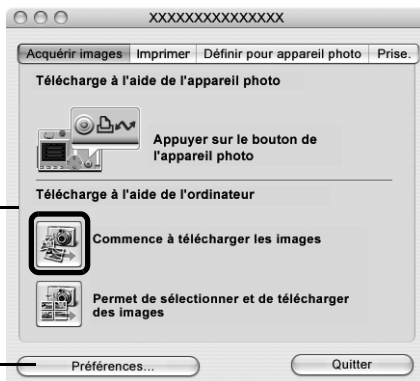 XXXXXXXXXXXXXXX
Acquérir images Imprimer Définir pour appareil photo Prise.
Télécharge à l'aide de l'appareil photo
Appuyer sur le bouton de
l'appareil photo
Télécharge à l'aide de l'ordinateur
Commence à télécharger les images
Permet de sélectionner et de télécharger
des images
Préférences... Quitter